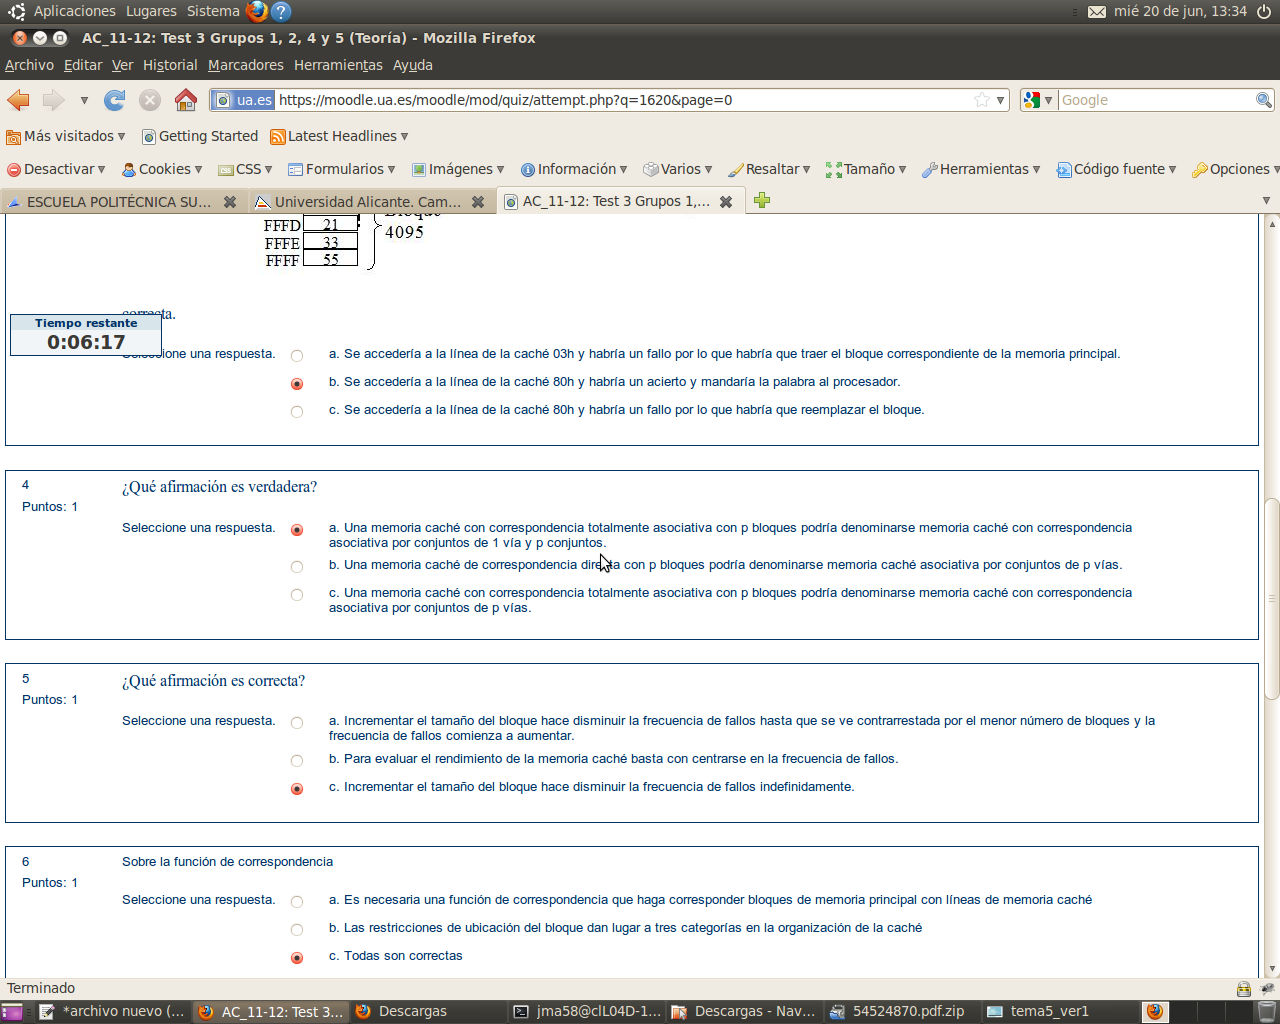 Aplicaciones Lugares Sistema mié 20 de jun, 13:34
AC_11-12: Test 3 Grupos 1, 2, 4 y 5 (Teoría) - Mozilla Firefox
Archivo Editar Ver Historial Marcadores Herramientas Ayuda
ua.es https://moodle.ua.es/moodle/mod/quiz/attempt.php?q=1620&page=0 Google
Más visitados Getting Started Latest Headlines
Desactivar Cookies CSS Formularios Imágenes Información Varios Resaltar Tamaño Herramientas Código fuente Opciones
ESCUELA POLITÉCNICA SU... Universidad Alicante. Cam... AC_11-12: Test 3 Grupos 1,...
Bloque
FFFD 21
4095
FFFE 33
FFFF 55
correcta.
Tiempo restante
0:06:17
Seleccione una respuesta.
a. Se accedería a la línea de la caché 03h y habría un fallo por lo que habría que traer el bloque correspondiente de la memoria principal.
b. Se accedería a la línea de la caché 80h y habría un acierto y mandaría la palabra al procesador.
c. Se accedería a la línea de la caché 80h y habría un fallo por lo que habría que reemplazar el bloque.
4
¿Qué afirmación es verdadera?
Puntos: 1
Seleccione una respuesta.
a. Una memoria caché con correspondencia totalmente asociativa con p bloques podría denominarse memoria caché con correspondencia
asociativa por conjuntos de 1 vía y p conjuntos.
b. Una memoria caché de correspondencia directa con p bloques podría denominarse memoria caché asociativa por conjuntos de p vías.
c. Una memoria caché con correspondencia totalmente asociativa con p bloques podría denominarse memoria caché con correspondencia
asociativa por conjuntos de p vías.
5
¿Qué afirmación es correcta?
Puntos: 1
Seleccione una respuesta.
a. Incrementar el tamaño del bloque hace disminuir la frecuencia de fallos hasta que se ve contrarrestada por el menor número de bloques y la
frecuencia de fallos comienza a aumentar.
b. Para evaluar el rendimiento de la memoria caché basta con centrarse en la frecuencia de fallos.
c. Incrementar el tamaño del bloque hace disminuir la frecuencia de fallos indefinidamente.
6
Sobre la función de correspondencia
Puntos: 1
Seleccione una respuesta.
a. Es necesaria una función de correspondencia que haga corresponder bloques de memoria principal con líneas de memoria caché
b. Las restricciones de ubicación del bloque dan lugar a tres categorías en la organización de la caché
c. Todas son correctas
Terminado
*archivo nuevo (... AC_11-12: Test 3... Descargas jma58@clL04D-1... Descargas - Nav... 54524870.pdf.zip tema5_ver1